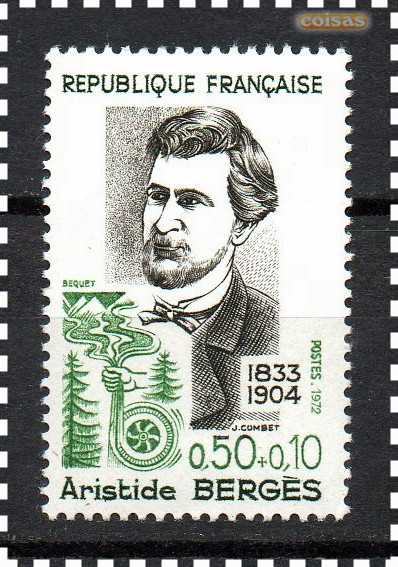 coisas
REPUBLIQUE FRANÇAISE
BEQUET
1833
1904
POSTES. 1972
J. COMBET
0,50+0,10
Aristide BERGÈS